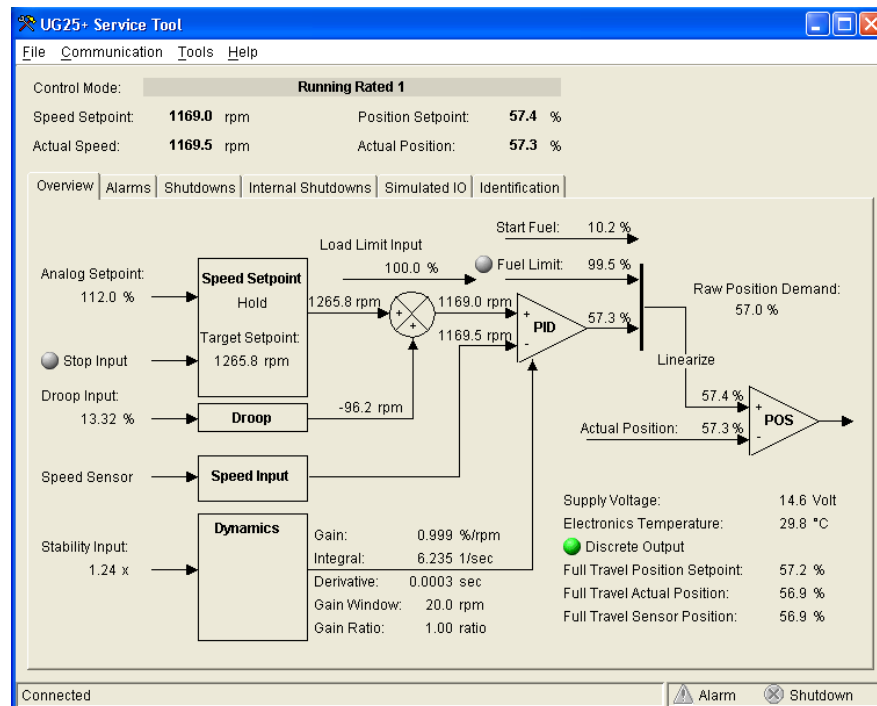 UG25+ Service Tool
File Communication Tools Help
Control Mode: Running Rated 1
Speed Setpoint: 1169.0 rpm Position Setpoint: 57.4 %
Actual Speed: 1169.5 rpm Actual Position: 57.3 %
Overview Alarms Shutdowns Internal Shutdowns Simulated IO Identification
Start Fuel: 10.2 %
Load Limit Input
100.0 %
Fuel Limit: 99.5 %
Analog Setpoint:
112.0 %
Speed Setpoint
Hold
Target Setpoint:
1265.8 rpm
1265.8 rpm
+
+
1169.0 rpm
1169.5 rpm
+
-
PID
57.3 %
Raw Position Demand:
57.0 %
Stop Input
Linearize
Droop Input:
13.32 %
Droop
-96.2 rpm
57.4 %
Actual Position: 57.3 %
+
-
POS
Speed Sensor
Speed Input
Stability Input:
1.24 x
Dynamics
Gain: 0.999 %/rpm
Integral: 6.235 1/sec
Derivative: 0.0003 sec
Gain Window: 20.0 rpm
Gain Ratio: 1.00 ratio
Supply Voltage: 14.6 Volt
Electronics Temperature: 29.8 °C
Discrete Output
Full Travel Position Setpoint: 57.2 %
Full Travel Actual Position: 56.9 %
Full Travel Sensor Position: 56.9 %
Connected
Alarm
Shutdown